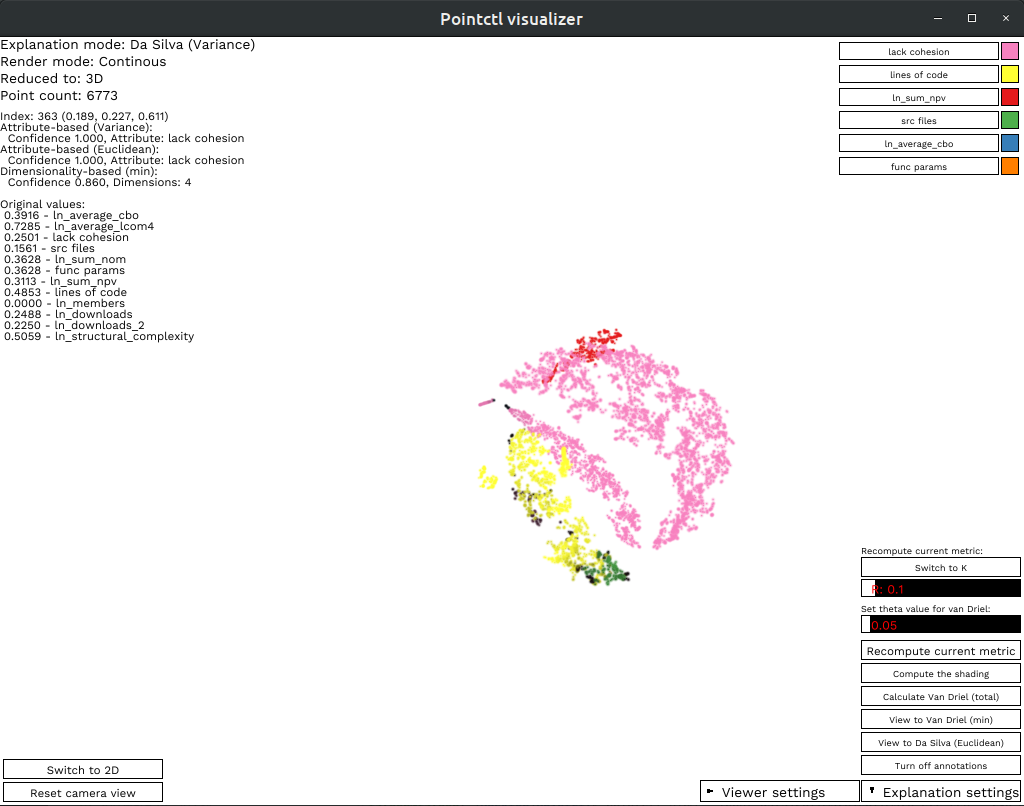 Pointctl visualizer
Explanation mode: Da Silva (Variance)
Render mode: Continous
Reduced to: 3D
Point count: 6773
Index: 363 (0.189, 0.227, 0.611)
Attribute-based (Variance):
Confidence 1.000, Attribute: lack cohesion
Attribute-based (Euclidean):
Confidence 1.000, Attribute: lack cohesion
Dimensionality-based (min):
Confidence 0.860, Dimensions: 4
Original values:
0.3916 - ln_average_cbo
0.7285 - ln_average_lcom4
0.2501 - lack cohesion
0.1561 - src files
0.3628 - ln_sum_nom
0.3628 - func params
0.3113 - ln_sum_npv
0.4853 - lines of code
0.0000 - ln_members
0.2488 - ln_downloads
0.2250 - ln_downloads_2
0.5059 - ln_structural_complexity
lack cohesion
lines of code
ln_sum_npv
src files
ln_average_cbo
func params
Recompute current metric:
Switch to K
R: 0.1
Set theta value for van Driel:
0.05
Recompute current metric
Compute the shading
Calculate Van Driel (total)
View to Van Driel (min)
View to Da Silva (Euclidean)
Turn off annotations
Switch to 2D
Reset camera view
Viewer settings
Explanation settings